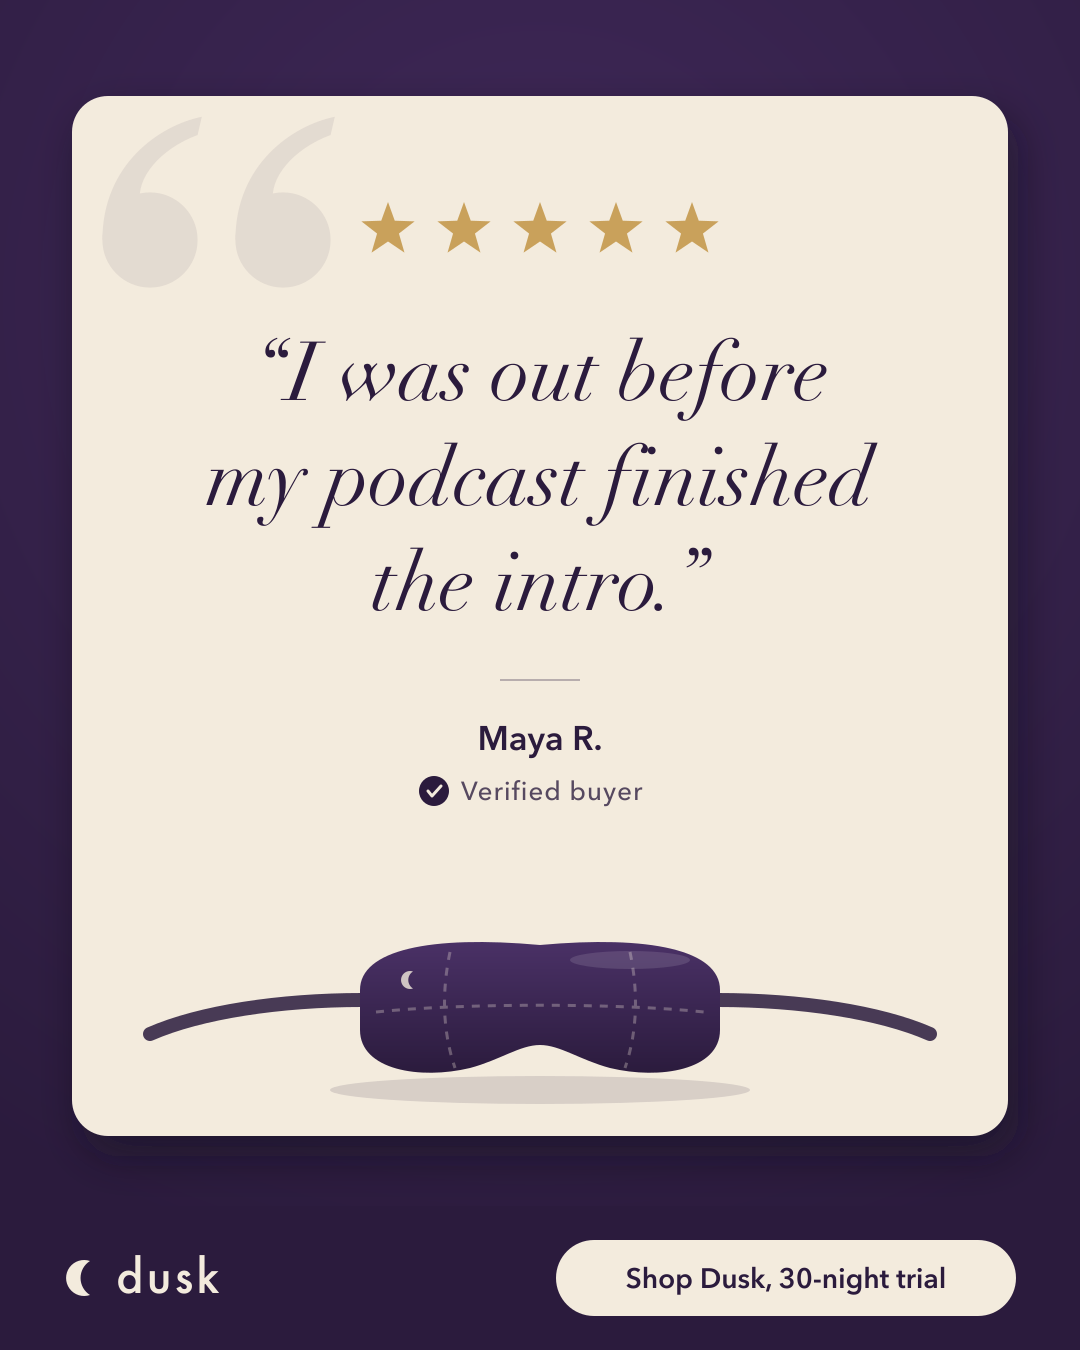 “I was out before
my podcast finished
the intro.”
Maya R.
Verified buyer
dusk
Shop Dusk, 30-night trial